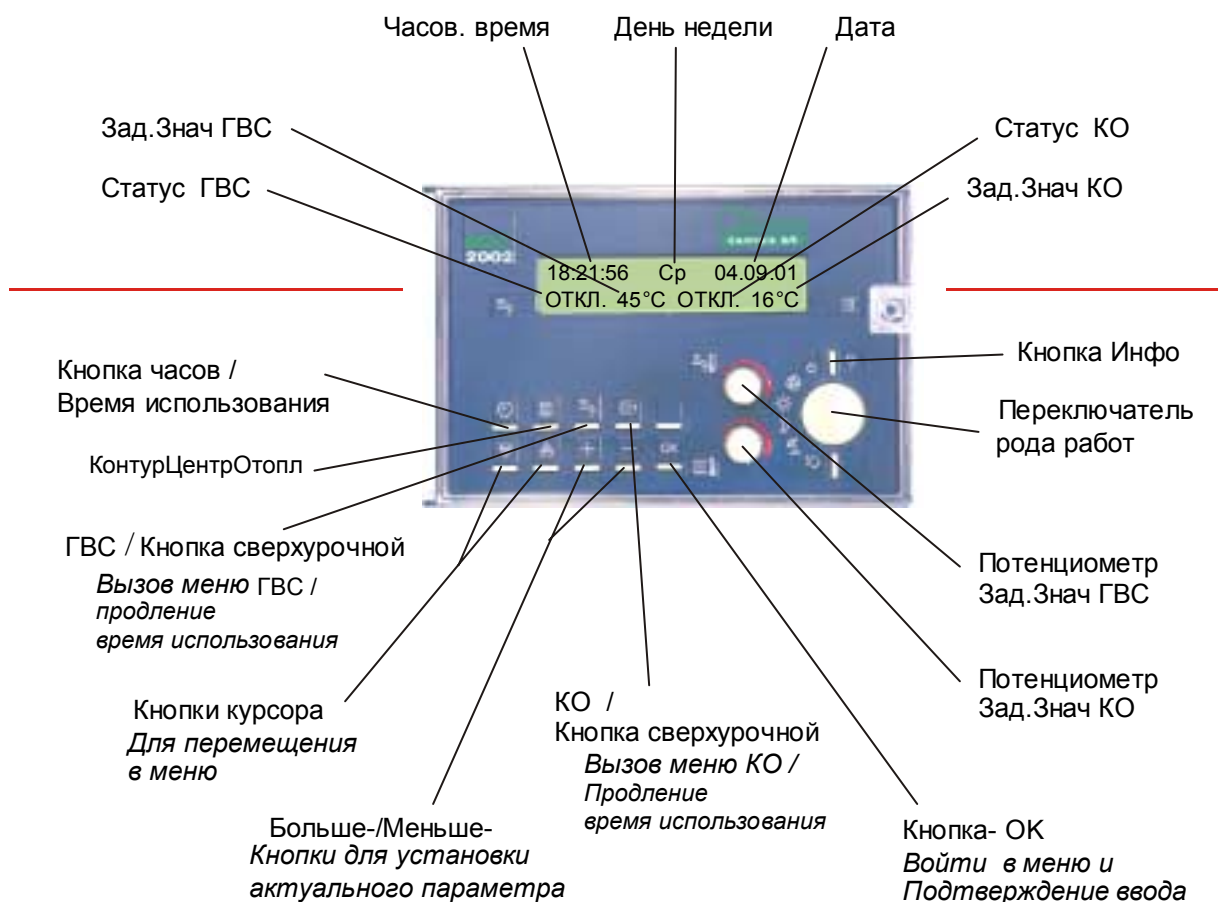 Часов. время День недели Дата
Зад.Знач ГВС
Статус КО
Статус ГВС
Зад.Знач КО
2002
18:21:56 Ср 04.09.01
ОТКЛ. 45°C ОТКЛ. 16°C
Кнопка Инфо
Кнопка часов /
Время использования
Переключатель
рода работ
КонтурЦентрОтопл
OK
ГВС / Кнопка сверхурочной
Вызов меню ГВС /
продление
время использования
Потенциометр
Зад.Знач ГВС
Потенциометр
Зад.Знач КО
Кнопки курсора
Для перемещения
в меню
КО /
Кнопка сверхурочной
Вызов меню КО /
Продление
время использования
Больше-/Меньше-
Кнопки для установки
актуального параметра
Кнопка- OK
Войти в меню и
Подтверждение ввода